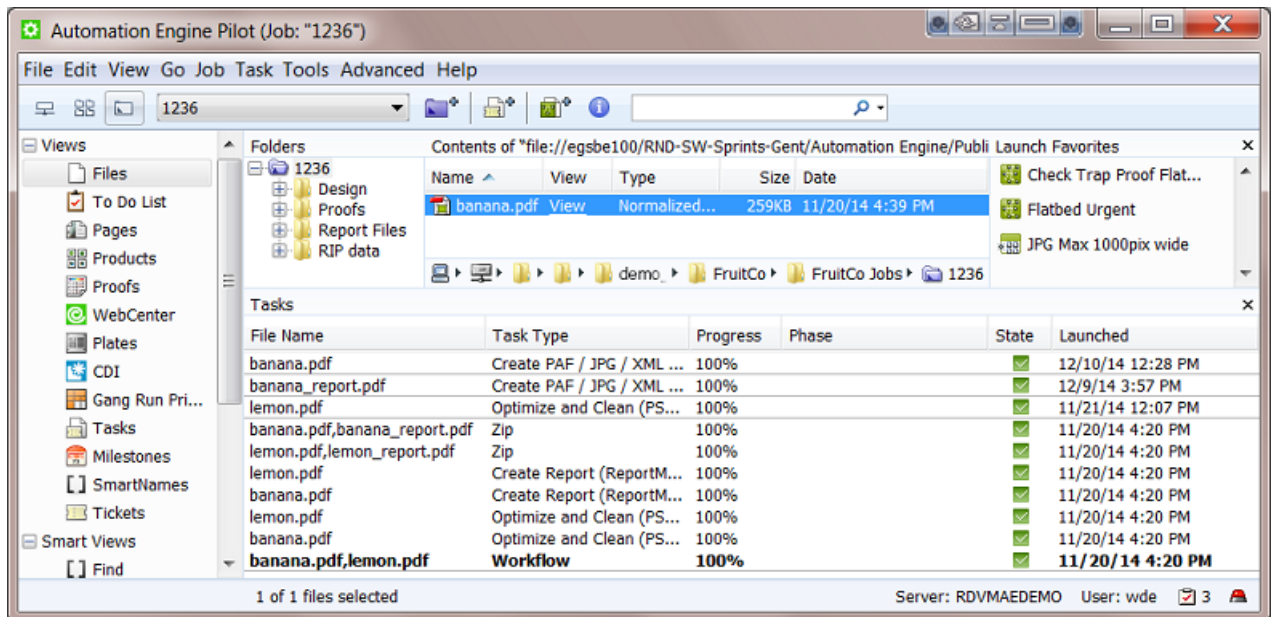 Automation Engine Pilot (Job: "1236")
File Edit View Go Job Task Tools Advanced Help
1236
Views
Files
To Do List
Pages
Products
Proofs
WebCenter
Plates
CDI
Gang Run Pri...
Tasks
Milestones
SmartNames
Tickets
Smart Views
Find
Folders
1236
Design
Proofs
Report Files
RIP data
Contents of "file://egsbe100/RND-SW-Sprints-Gent/Automation Engine/Publi
Name View Type Size Date
banana.pdf View Normalized... 259KB 11/20/14 4:39 PM
demo_ FruitCo FruitCo Jobs 1236
Launch Favorites
Check Trap Proof Flat...
Flatbed Urgent
JPG Max 1000pix wide
Tasks
File Name Task Type Progress Phase State Launched
banana.pdf Create PAF / JPG / XML ... 100% 12/10/14 12:28 PM
banana_report.pdf Create PAF / JPG / XML ... 100% 12/9/14 3:57 PM
lemon.pdf Optimize and Clean (PS... 100% 11/21/14 12:07 PM
banana.pdf,banana_report.pdf Zip 100% 11/20/14 4:20 PM
lemon.pdf,lemon_report.pdf Zip 100% 11/20/14 4:20 PM
lemon.pdf Create Report (ReportM... 100% 11/20/14 4:20 PM
banana.pdf Create Report (ReportM... 100% 11/20/14 4:20 PM
lemon.pdf Optimize and Clean (PS... 100% 11/20/14 4:20 PM
banana.pdf Optimize and Clean (PS... 100% 11/20/14 4:20 PM
banana.pdf,lemon.pdf Workflow 100% 11/20/14 4:20 PM
1 of 1 files selected
Server: RDVMAEDEMO User: wde 3